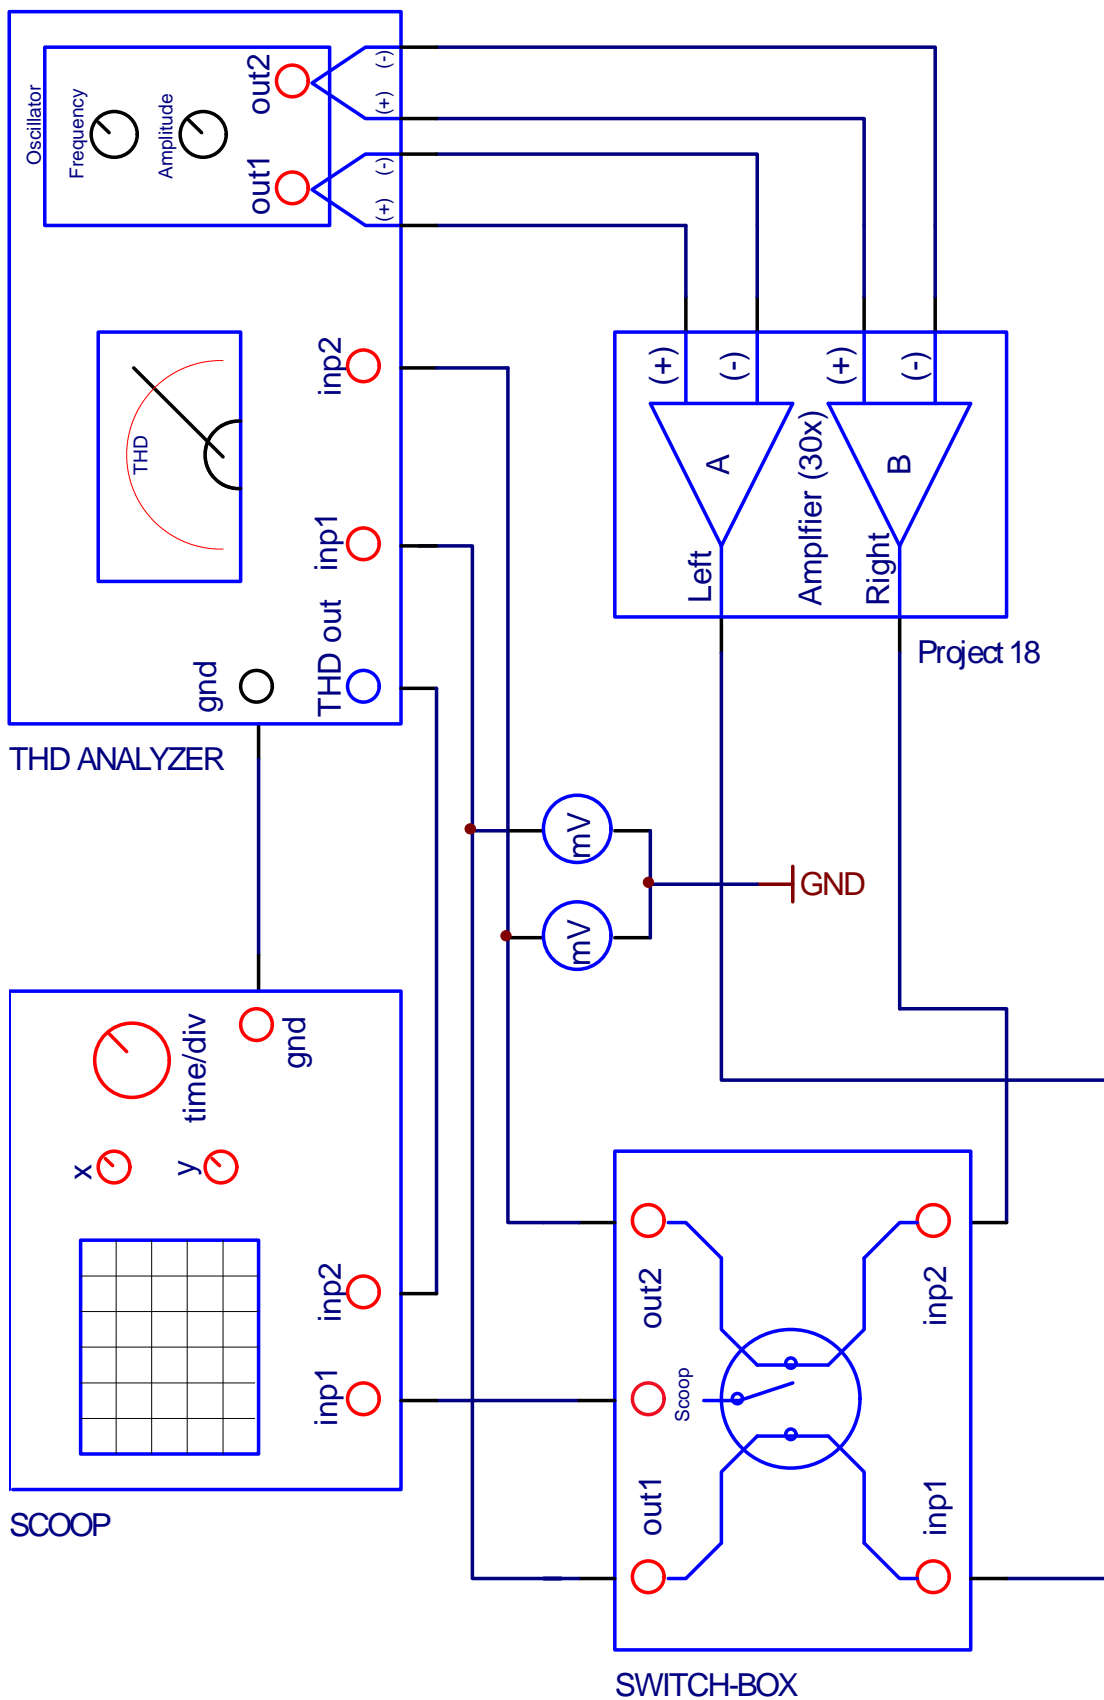 Oscillator
Frequency
Amplitude
out2
out1
(-)
(+)
(-)
(+)
THD
inp2
inp1
THD out
gnd
THD ANALYZER
(+)
(-)
(+)
(-)
A
B
Amplfier (30x)
Left
Right
Project 18
mV
mV
GND
gnd
time/div
x
y
inp2
inp1
SCOOP
out2
Scoop
out1
inp2
inp1
SWITCH-BOX